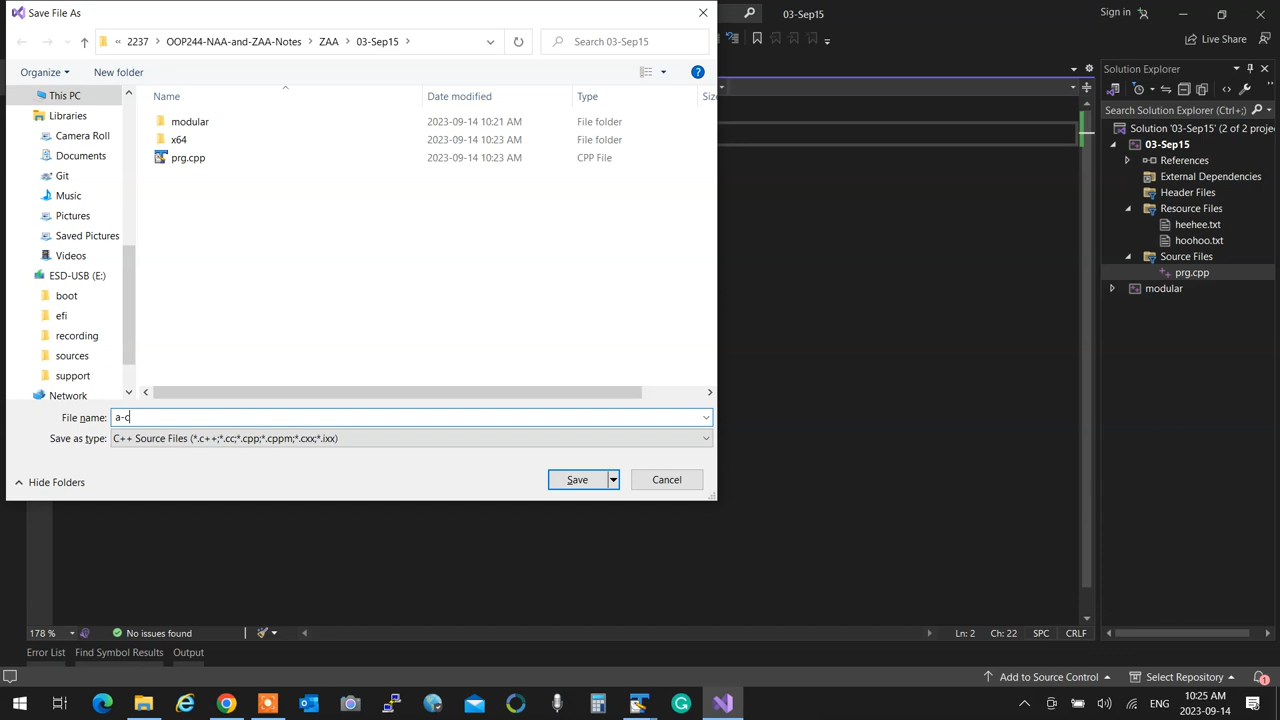 Save File As
03-Sep15
Sign in
« 2237 > OOP244-NAA-and-ZAA-Notes > ZAA > 03-Sep15 >
Search 03-Sep15
Live Share
Organize
New folder
Solution Explorer
This PC
Name
Date modified
Type
Size
Search Solution Explorer (Ctrl+;)
Libraries
modular
2023-09-14 10:21 AM
File folder
Solution '03-Sep15' (2 of 2 proje
Camera Roll
x64
2023-09-14 10:23 AM
File folder
03-Sep15
Documents
prg.cpp
2023-09-14 10:23 AM
CPP File
References
Git
External Dependencies
Music
Header Files
Pictures
Resource Files
Saved Pictures
heehee.txt
hoohoo.txt
Videos
Source Files
ESD-USB (E:)
prg.cpp
boot
modular
efi
recording
sources
support
Network
File name:
a-c
Save as type:
C++ Source Files (*.c++;*.cc;*.cpp;*.cppm;*.cxx;*.ixx)
Hide Folders
Save
Cancel
178 %
No issues found
Ln: 2
Ch: 22
SPC
CRLF
Error List
Find Symbol Results
Output
Add to Source Control
Select Repository
1
ENG
10:25 AM
2023-09-14